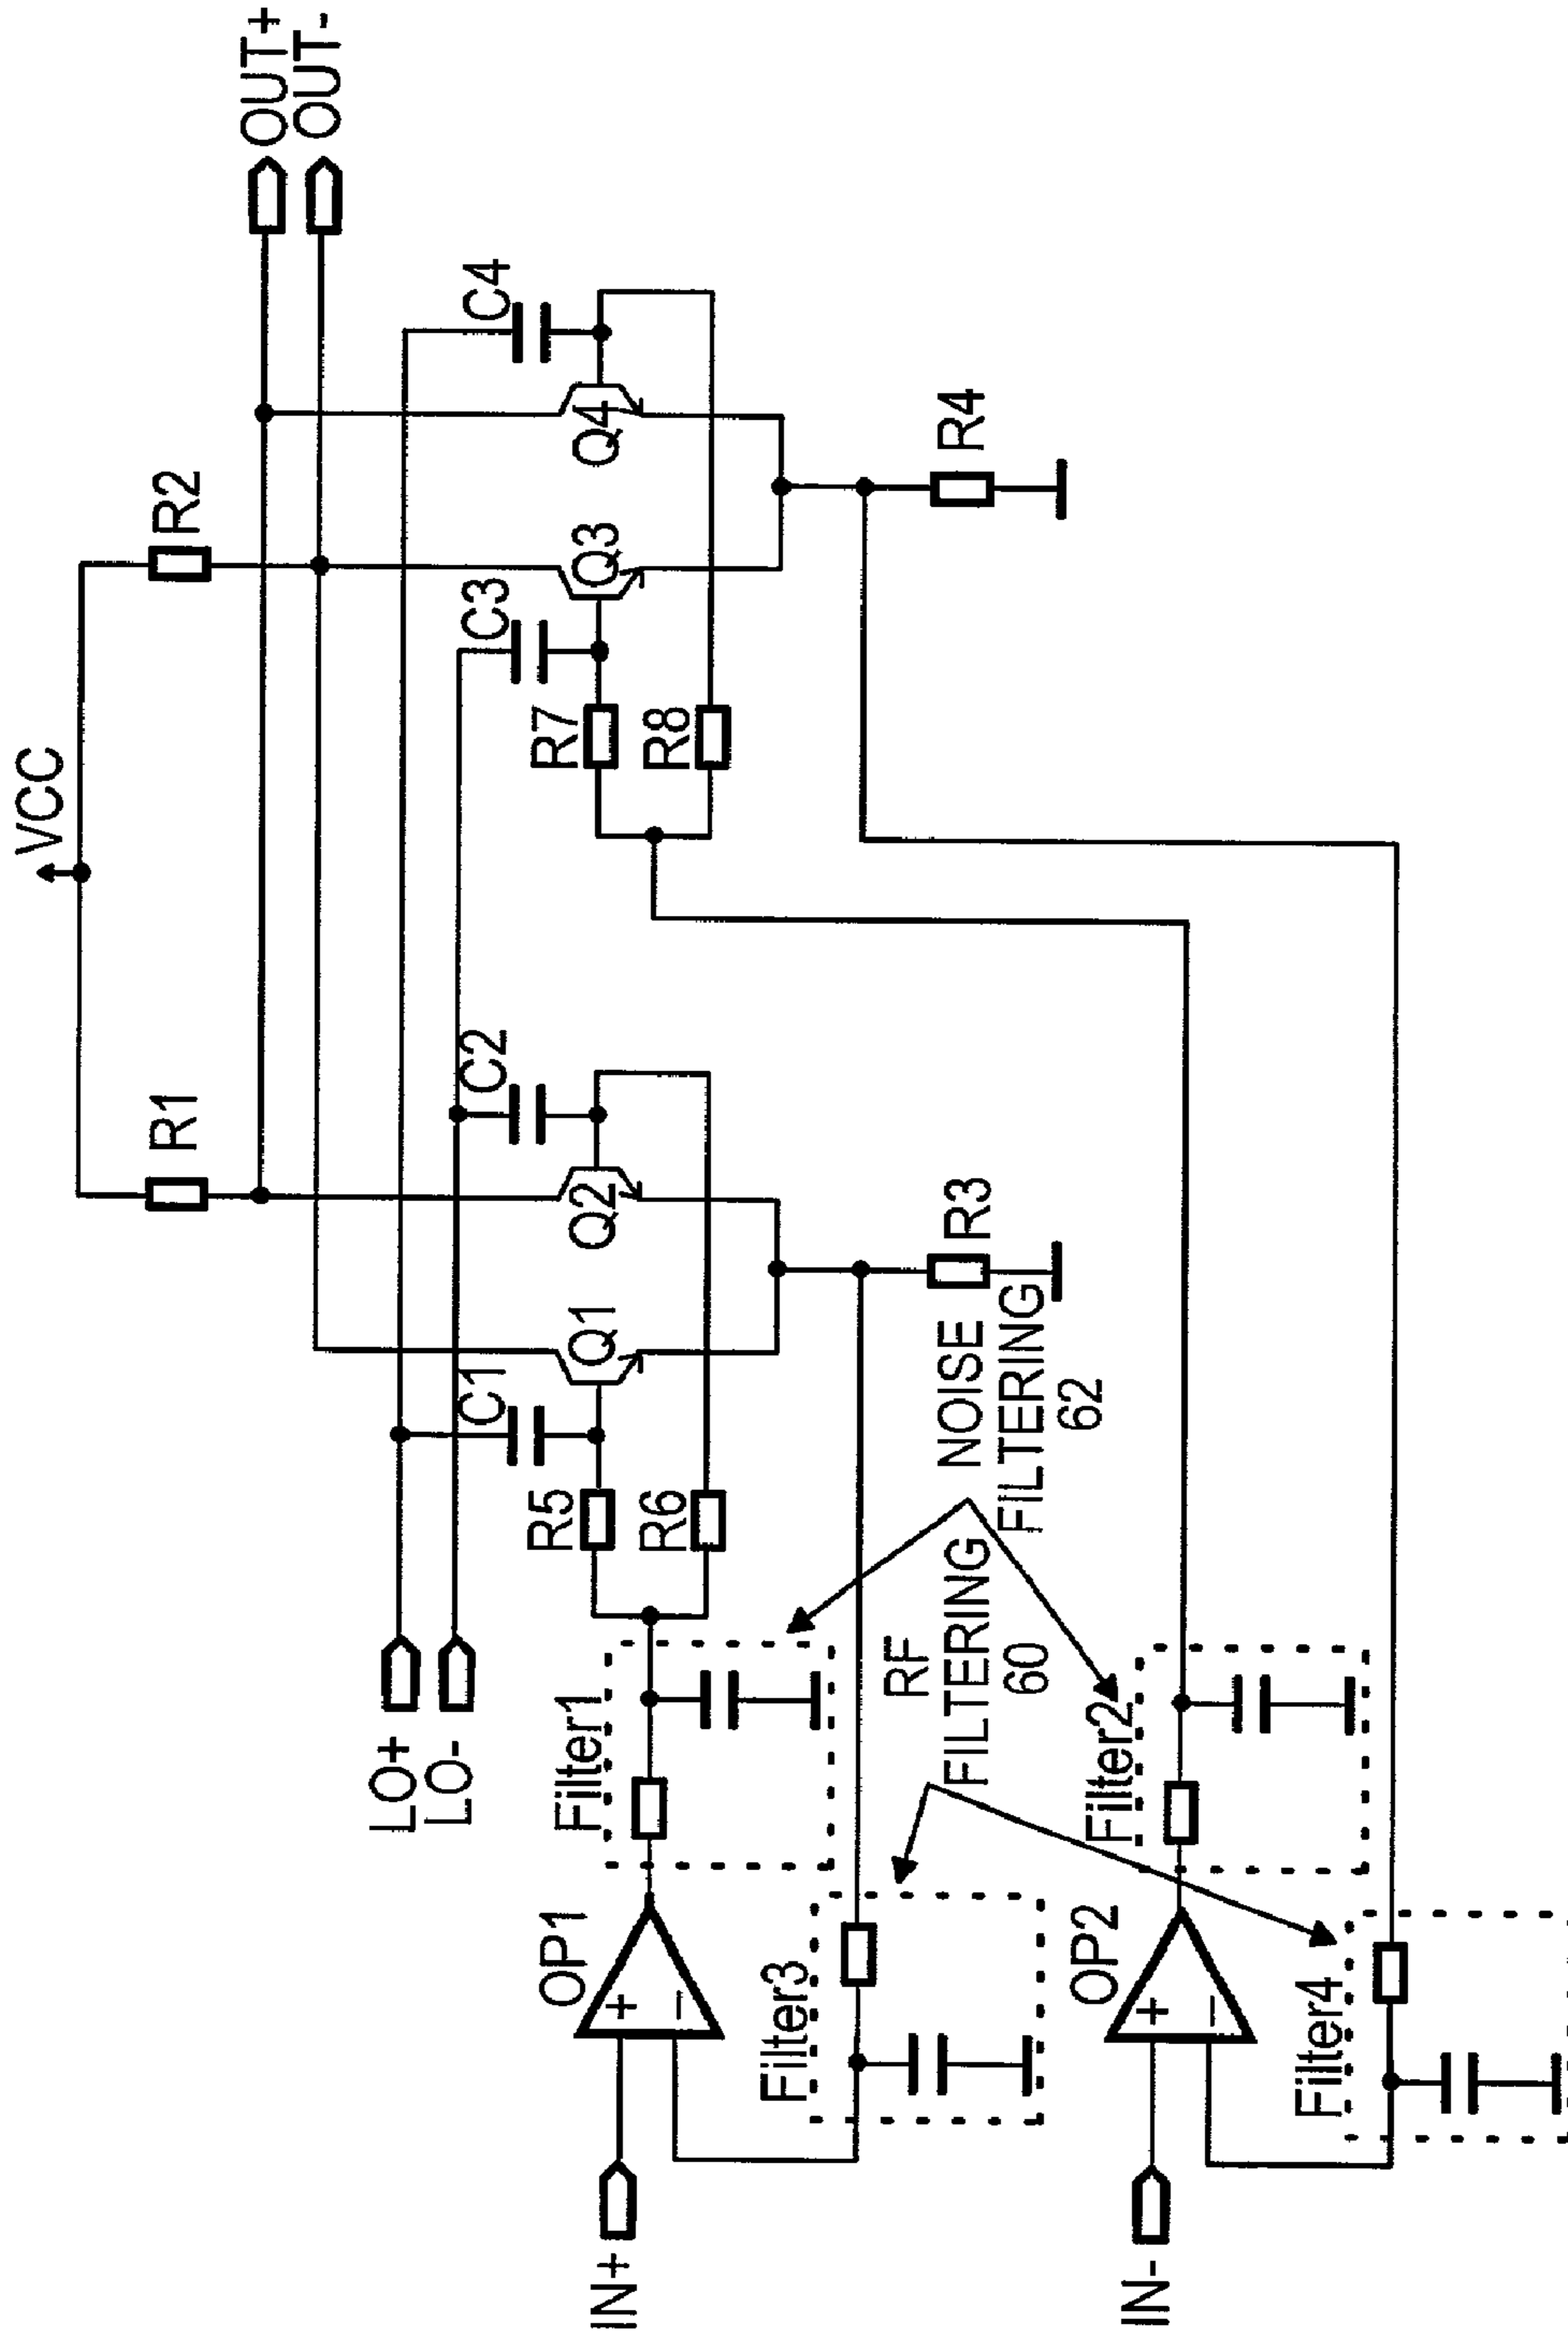 VCC
R1
R2
OUT+
OUT-
LO+
LO-
C1
C2
C3
C4
R5
Q1
Q2
R6
R7
Q3
Q4
R8
Filter1
OP1
+
−
IN+
R3
R4
NOISE
FILTERING
62
RF
FILTERING
60
Filter3
Filter2
OP2
+
−
IN-
Filter4